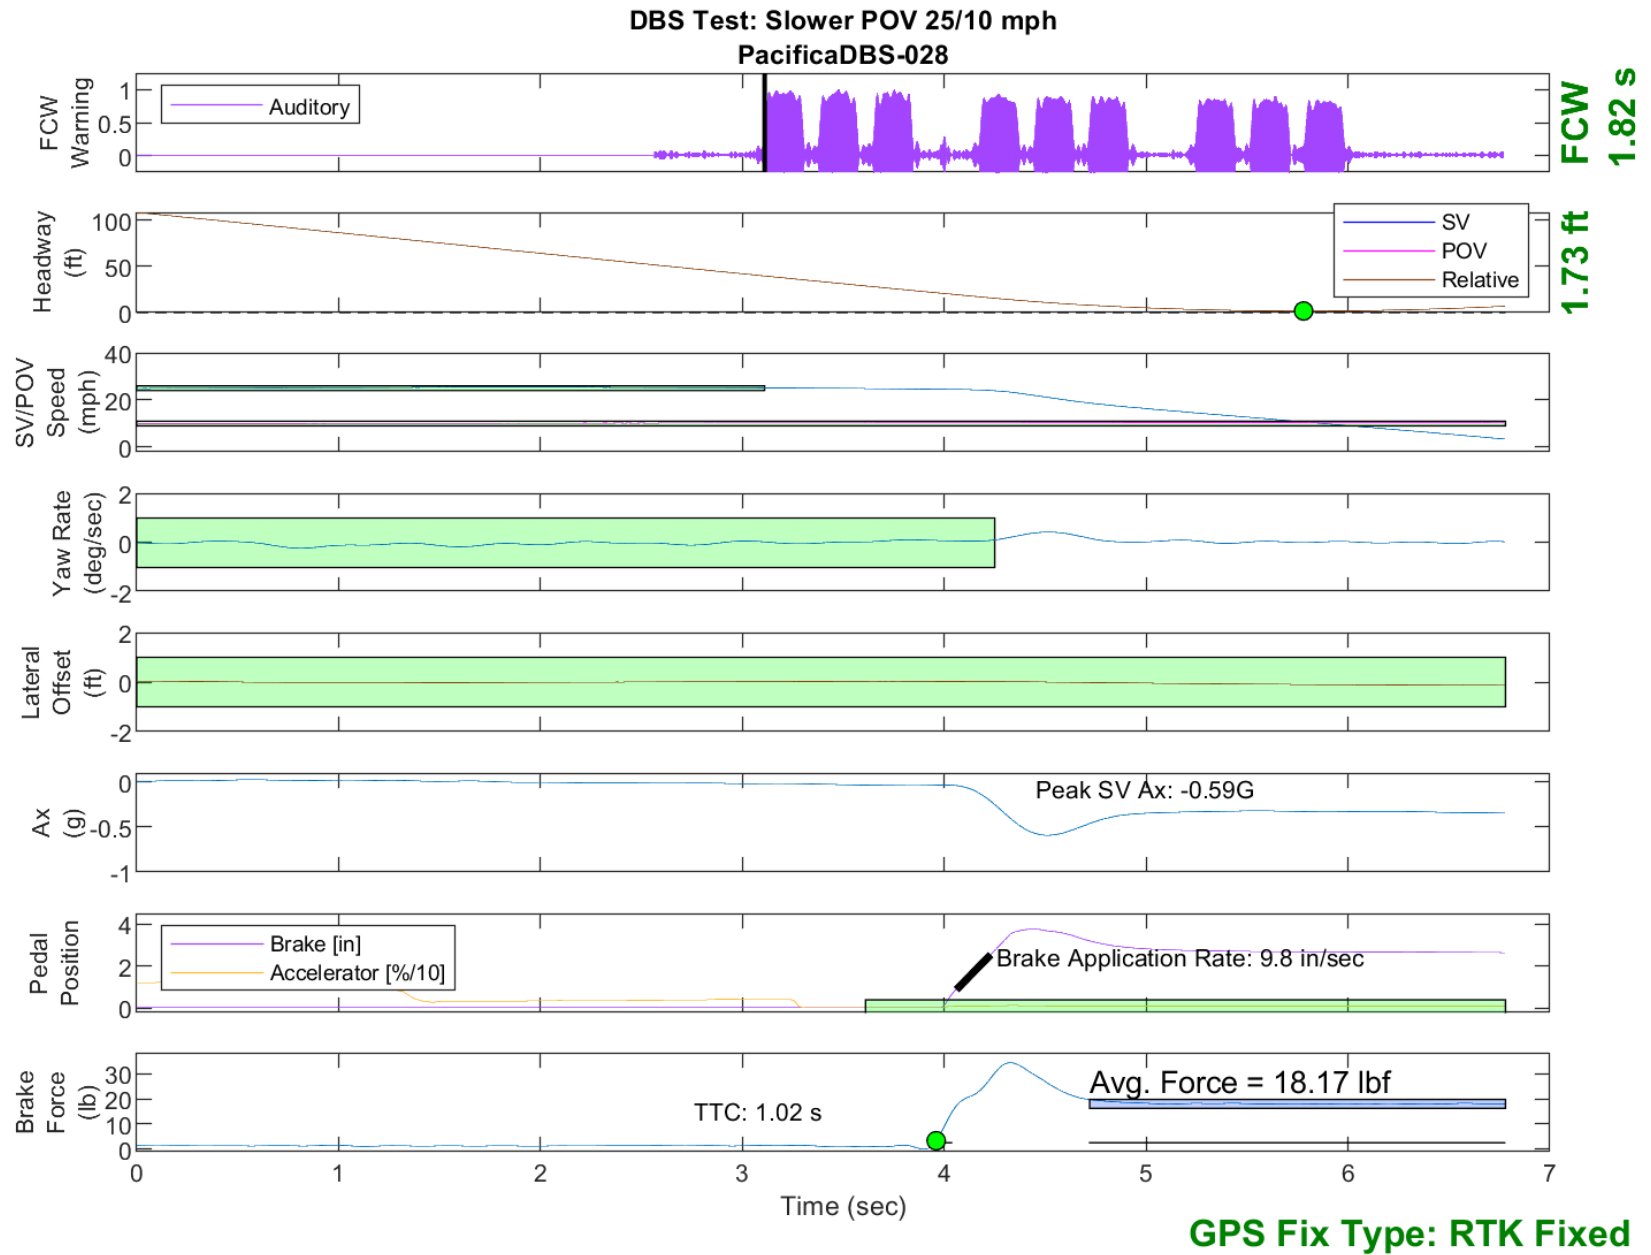 DBS Test: Slower POV 25/10 mph
PacificaDBS-028
FCW
Warning
1
0.5
0
Auditory
FCW
1.82 s
Headway
(ft)
100
50
0
SV
POV
Relative
1.73 ft
SV/POV
Speed
(mph)
40
20
0
Yaw Rate
(deg/sec)
2
0
-2
Lateral
Offset
(ft)
2
0
-2
Ax
(g)
0
-0.5
-1
Peak SV Ax: -0.59G
Pedal
Position
4
2
0
Brake [in]
Accelerator [%/10]
Brake Application Rate: 9.8 in/sec
Brake
Force
(lb)
30
20
10
0
TTC: 1.02 s
Avg. Force = 18.17 lbf
0 1 2 3 4 5 6 7
Time (sec)
GPS Fix Type: RTK Fixed